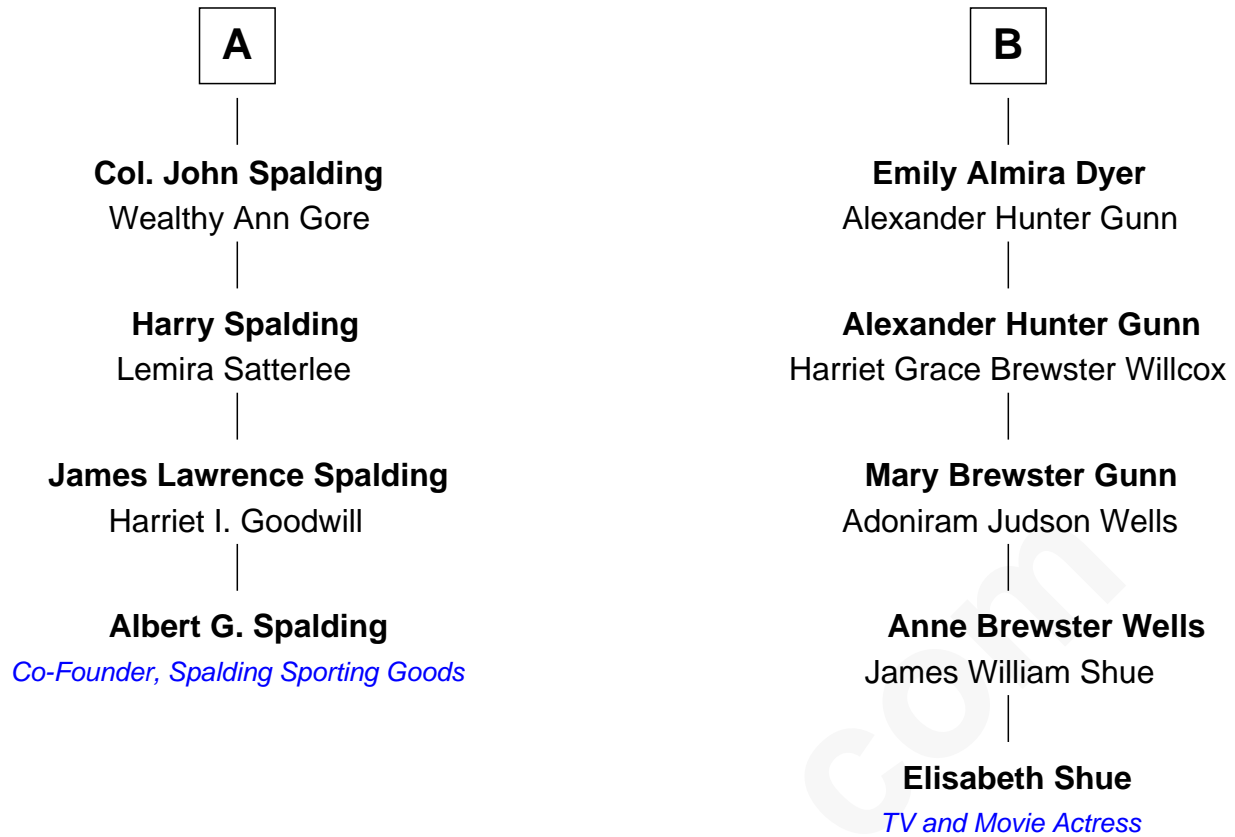 A
Col. John Spalding
Wealthy Ann Gore
Harry Spalding
Lemira Satterlee
James Lawrence Spalding
Harriet I. Goodwill
Albert G. Spalding
Co-Founder, Spalding Sporting Goods
B
Emily Almira Dyer
Alexander Hunter Gunn
Alexander Hunter Gunn
Harriet Grace Brewster Willcox
Mary Brewster Gunn
Adoniram Judson Wells
Anne Brewster Wells
James William Shue
Elisabeth Shue
TV and Movie Actress
com